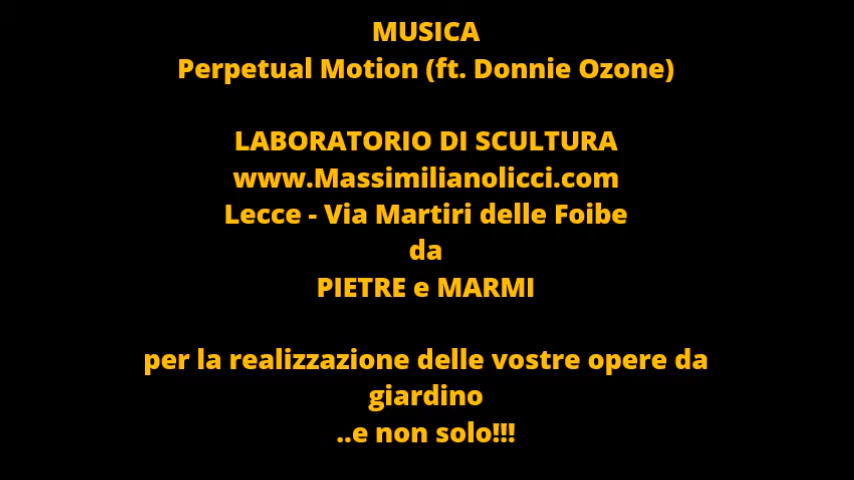 MUSICA
Perpetual Motion (ft. Donnie Ozone)
LABORATORIO DI SCULTURA
www.Massimilianolicci.com
Lecce - Via Martiri delle Foibe
da
PIETRE e MARMI
per la realizzazione delle vostre opere da
giardino
..e non solo!!!